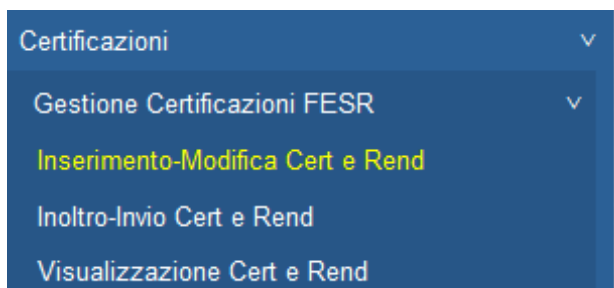 Certificazioni
Gestione Certificazioni FESR
Inserimento-Modifica Cert e Rend
Inoltro-Invio Cert e Rend
Visualizzazione Cert e Rend